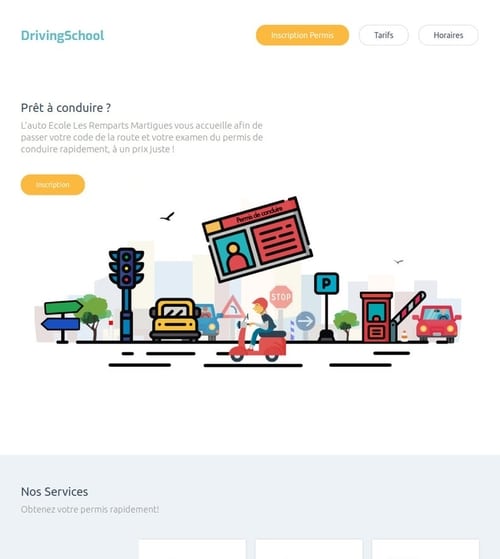 DrivingSchool
Inscription Permis
Tarifs
Horaires
Prêt à conduire ?
L'auto Ecole Les Remparts Martigues vous accueille afin de
passer votre code de la route et votre examen du permis de
conduire rapidement, à un prix juste !
Inscription
Permis de conduire
P
STOP
Nos Services
Obtenez votre permis rapidement!